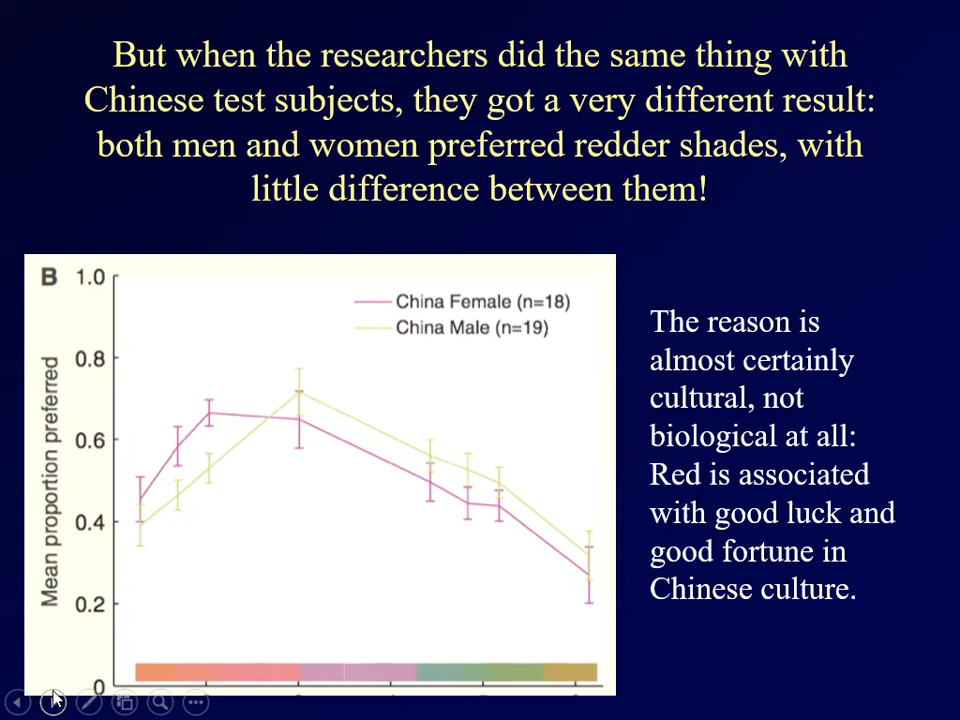 But when the researchers did the same thing with
Chinese test subjects, they got a very different result:
both men and women preferred redder shades, with
little difference between them!
B
1.0
China Female (n=18)
China Male (n=19)
0.8
0.6
0.4
0.2
0
Mean proportion preferred
The reason is
almost certainly
cultural, not
biological at all:
Red is associated
with good luck and
good fortune in
Chinese culture.